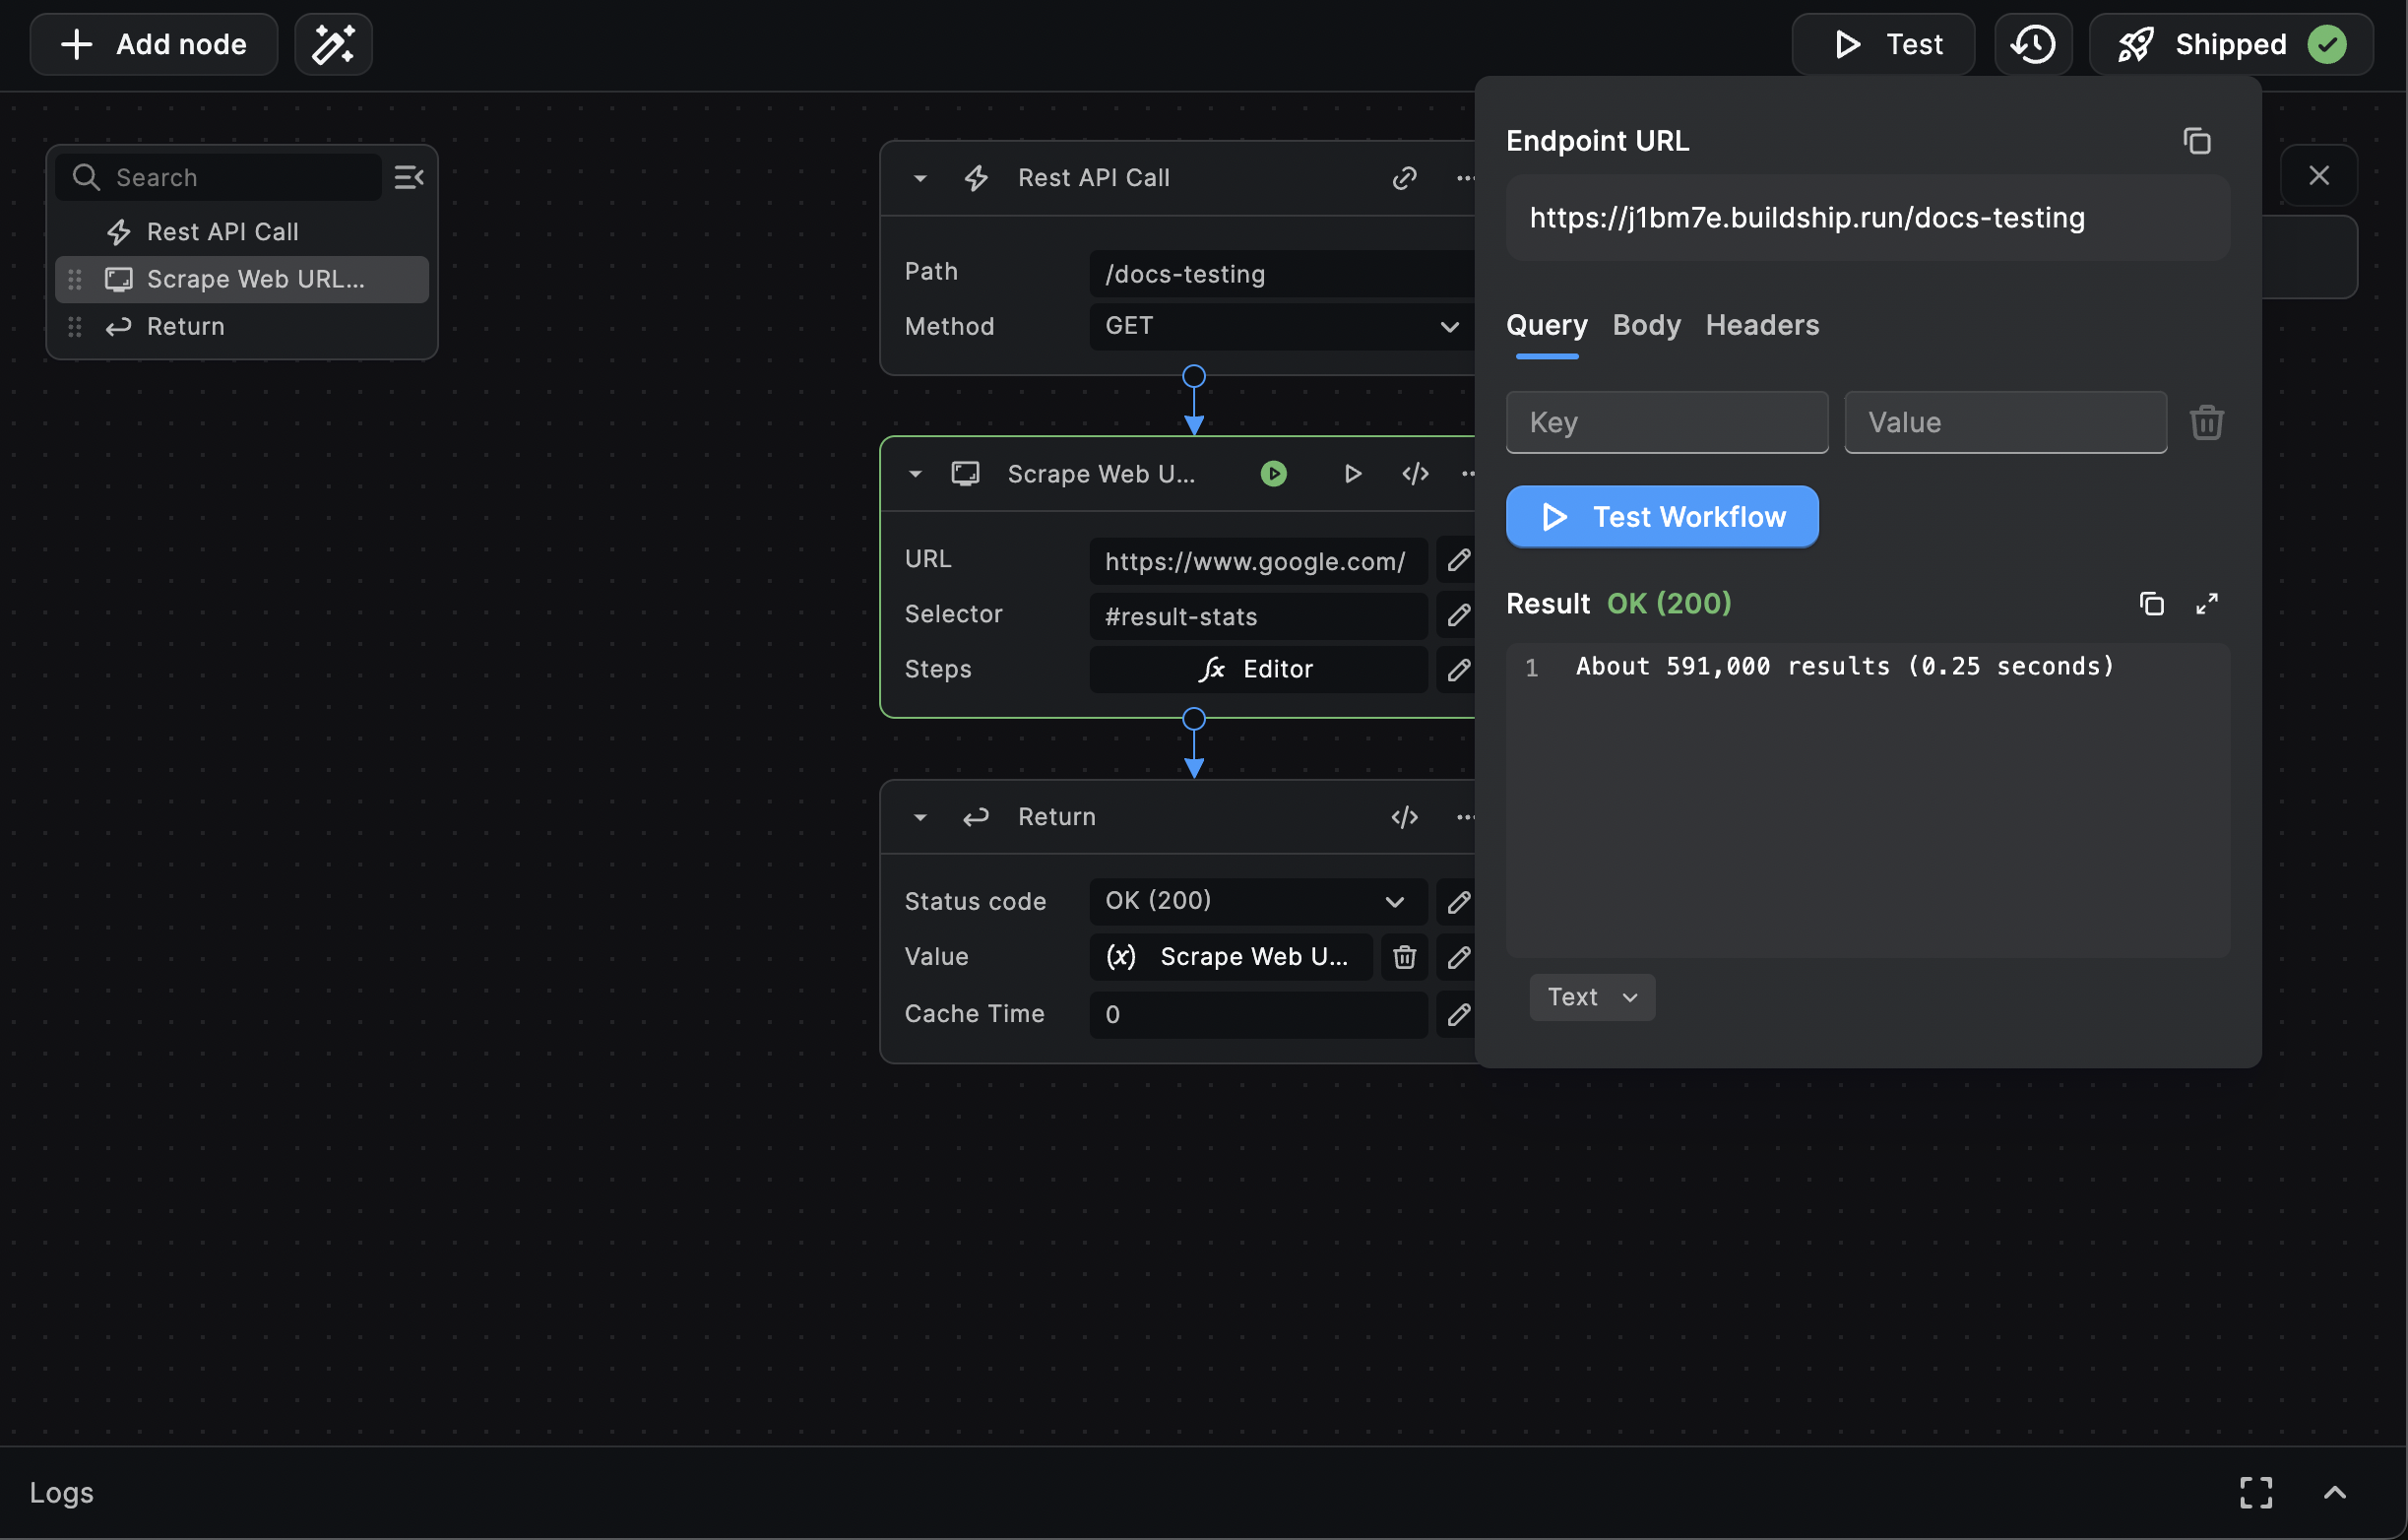 Add node
Test
Shipped
Search
Rest API Call
Scrape Web URL...
Return
Rest API Call
Path
/docs-testing
Method
GET
Scrape Web U...
URL
https://www.google.com/
Selector
#result-stats
Steps
fx Editor
Return
Status code
OK (200)
Value
(x) Scrape Web U...
Cache Time
0
Endpoint URL
https://j1bm7e.buildship.run/docs-testing
Query Body Headers
Key
Value
Test Workflow
Result OK (200)
1 About 591,000 results (0.25 seconds)
Text
Logs